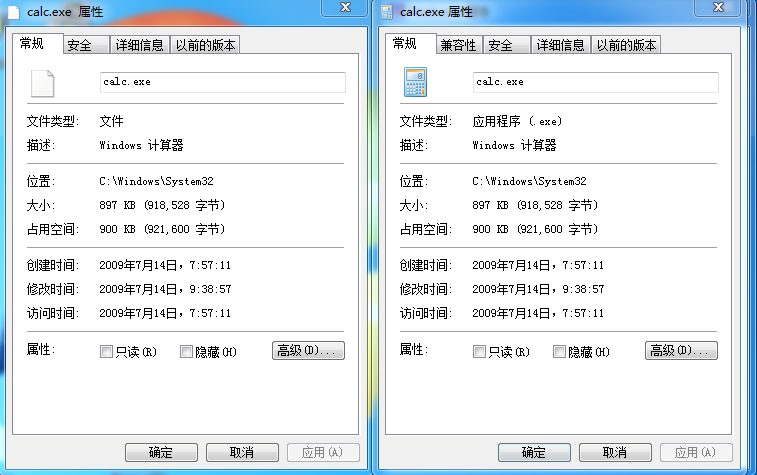 calc.exe 属性
常规 安全 详细信息 以前的版本
calc.exe
文件类型: 文件
描述: Windows 计算器
位置: C:\Windows\System32
大小: 897 KB (918,528 字节)
占用空间: 900 KB (921,600 字节)
创建时间: 2009年7月14日，7:57:11
修改时间: 2009年7月14日，9:38:57
访问时间: 2009年7月14日，7:57:11
属性: 只读(R) 隐藏(H) 高级(D)...
确定 取消 应用(A)
calc.exe 属性
常规 兼容性 安全 详细信息 以前的版本
calc.exe
文件类型: 应用程序 (.exe)
描述: Windows 计算器
位置: C:\Windows\System32
大小: 897 KB (918,528 字节)
占用空间: 900 KB (921,600 字节)
创建时间: 2009年7月14日，7:57:11
修改时间: 2009年7月14日，9:38:57
访问时间: 2009年7月14日，7:57:11
属性: 只读(R) 隐藏(H) 高级(D)...
确定 取消 应用(A)